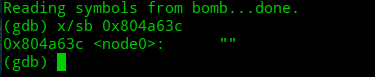 Reading symbols from bomb...done.
(gdb) x/sb 0x804a63c
0x804a63c <node0>:      ""
(gdb)